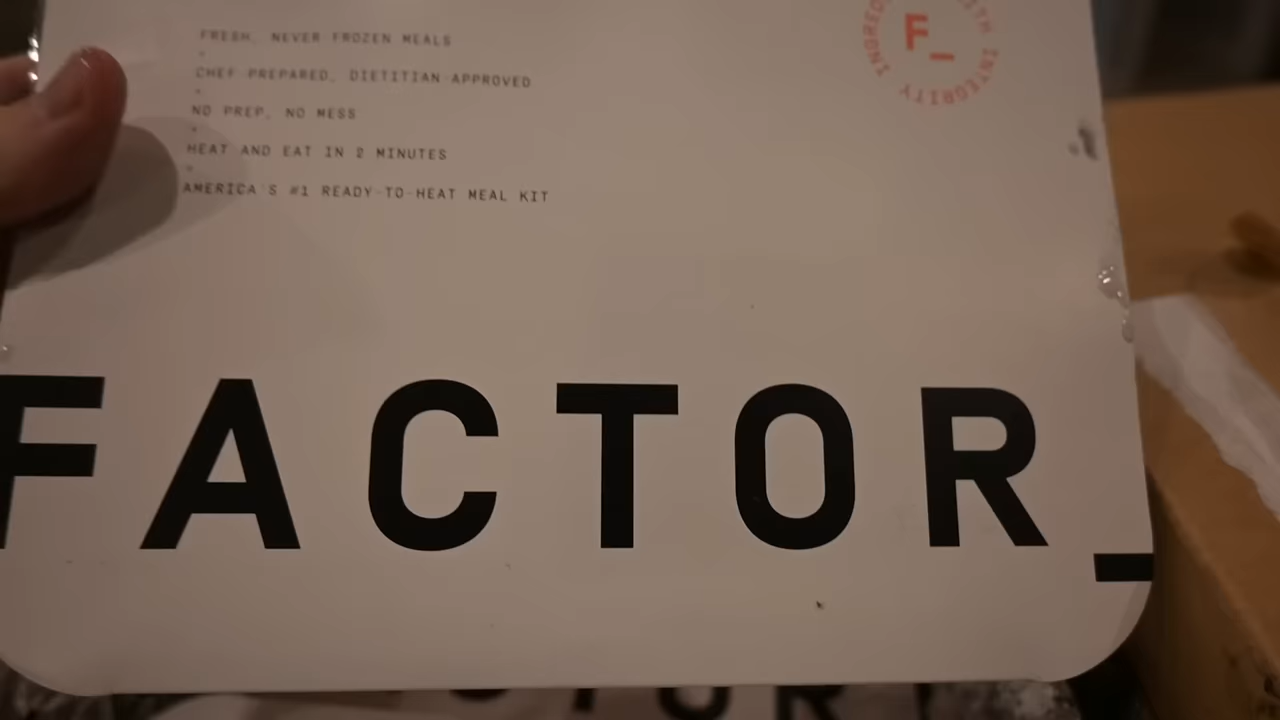 FRESH, NEVER FROZEN MEALS
CHEF-PREPARED, DIETITIAN-APPROVED
NO PREP, NO MESS
HEAT AND EAT IN 2 MINUTES
AMERICA'S #1 READY-TO-HEAT MEAL KIT
F_
INTEGRITY
FACTOR_